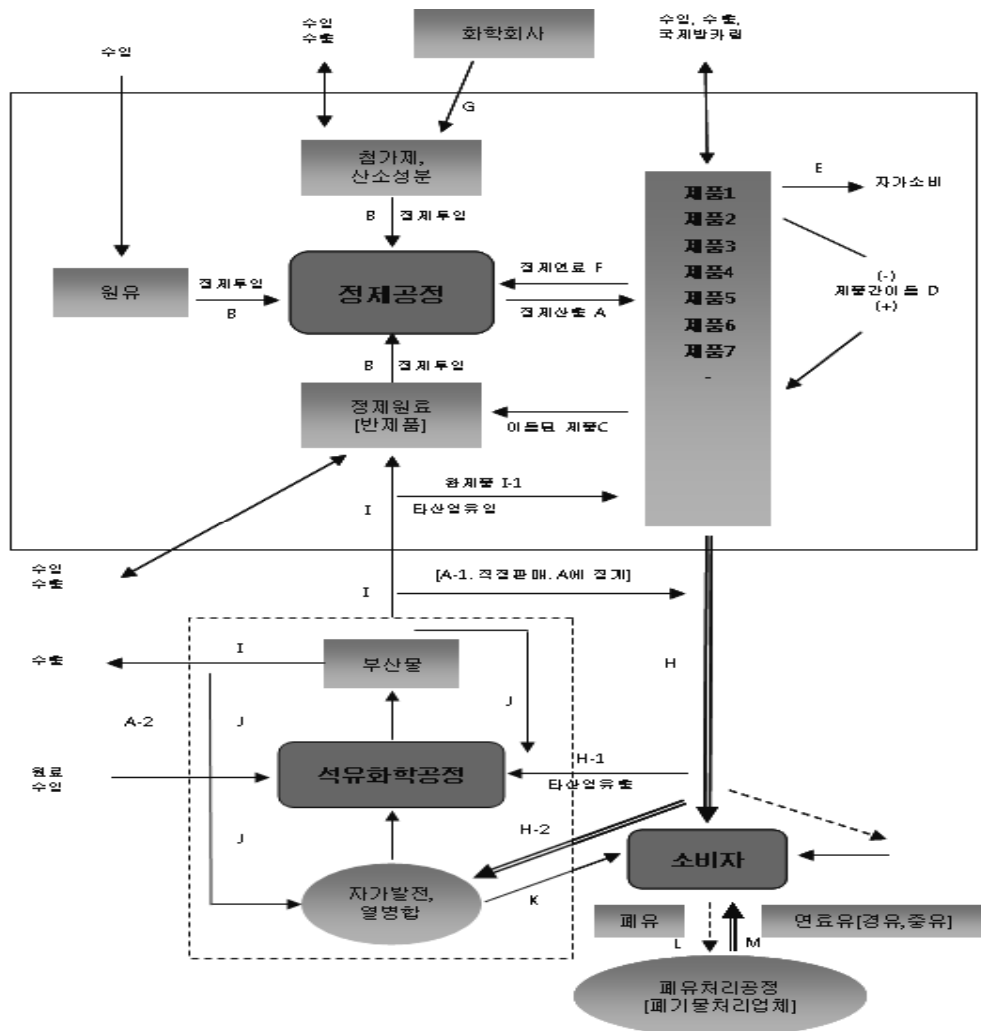 수입
수입
수출
화학회사
수입, 수출,
국제벙커링
G
첨가제,
산소성분
B 정제투입
E
자가소비
제품1
제품2
제품3
제품4
제품5
제품6
제품7
-
원유
정제투입
B
정제공정
정제연료 F
정제산출 A
(-)
제품간이동 D
(+)
B 정제투입
정제원료
[반제품]
이동된 제품C
완제품 I-1
타산업유입
I
수입
수출
[A-1. 직접판매. A에 집계]
I
수출
I
부산물
J
H
A-2
J
원료
수입
석유화학공정
H-1
타산업유출
J
H-2
소비자
자가발전,
열병합
K
폐유
연료유[경유,중유]
L
M
폐유처리공정
[폐기물처리업체]